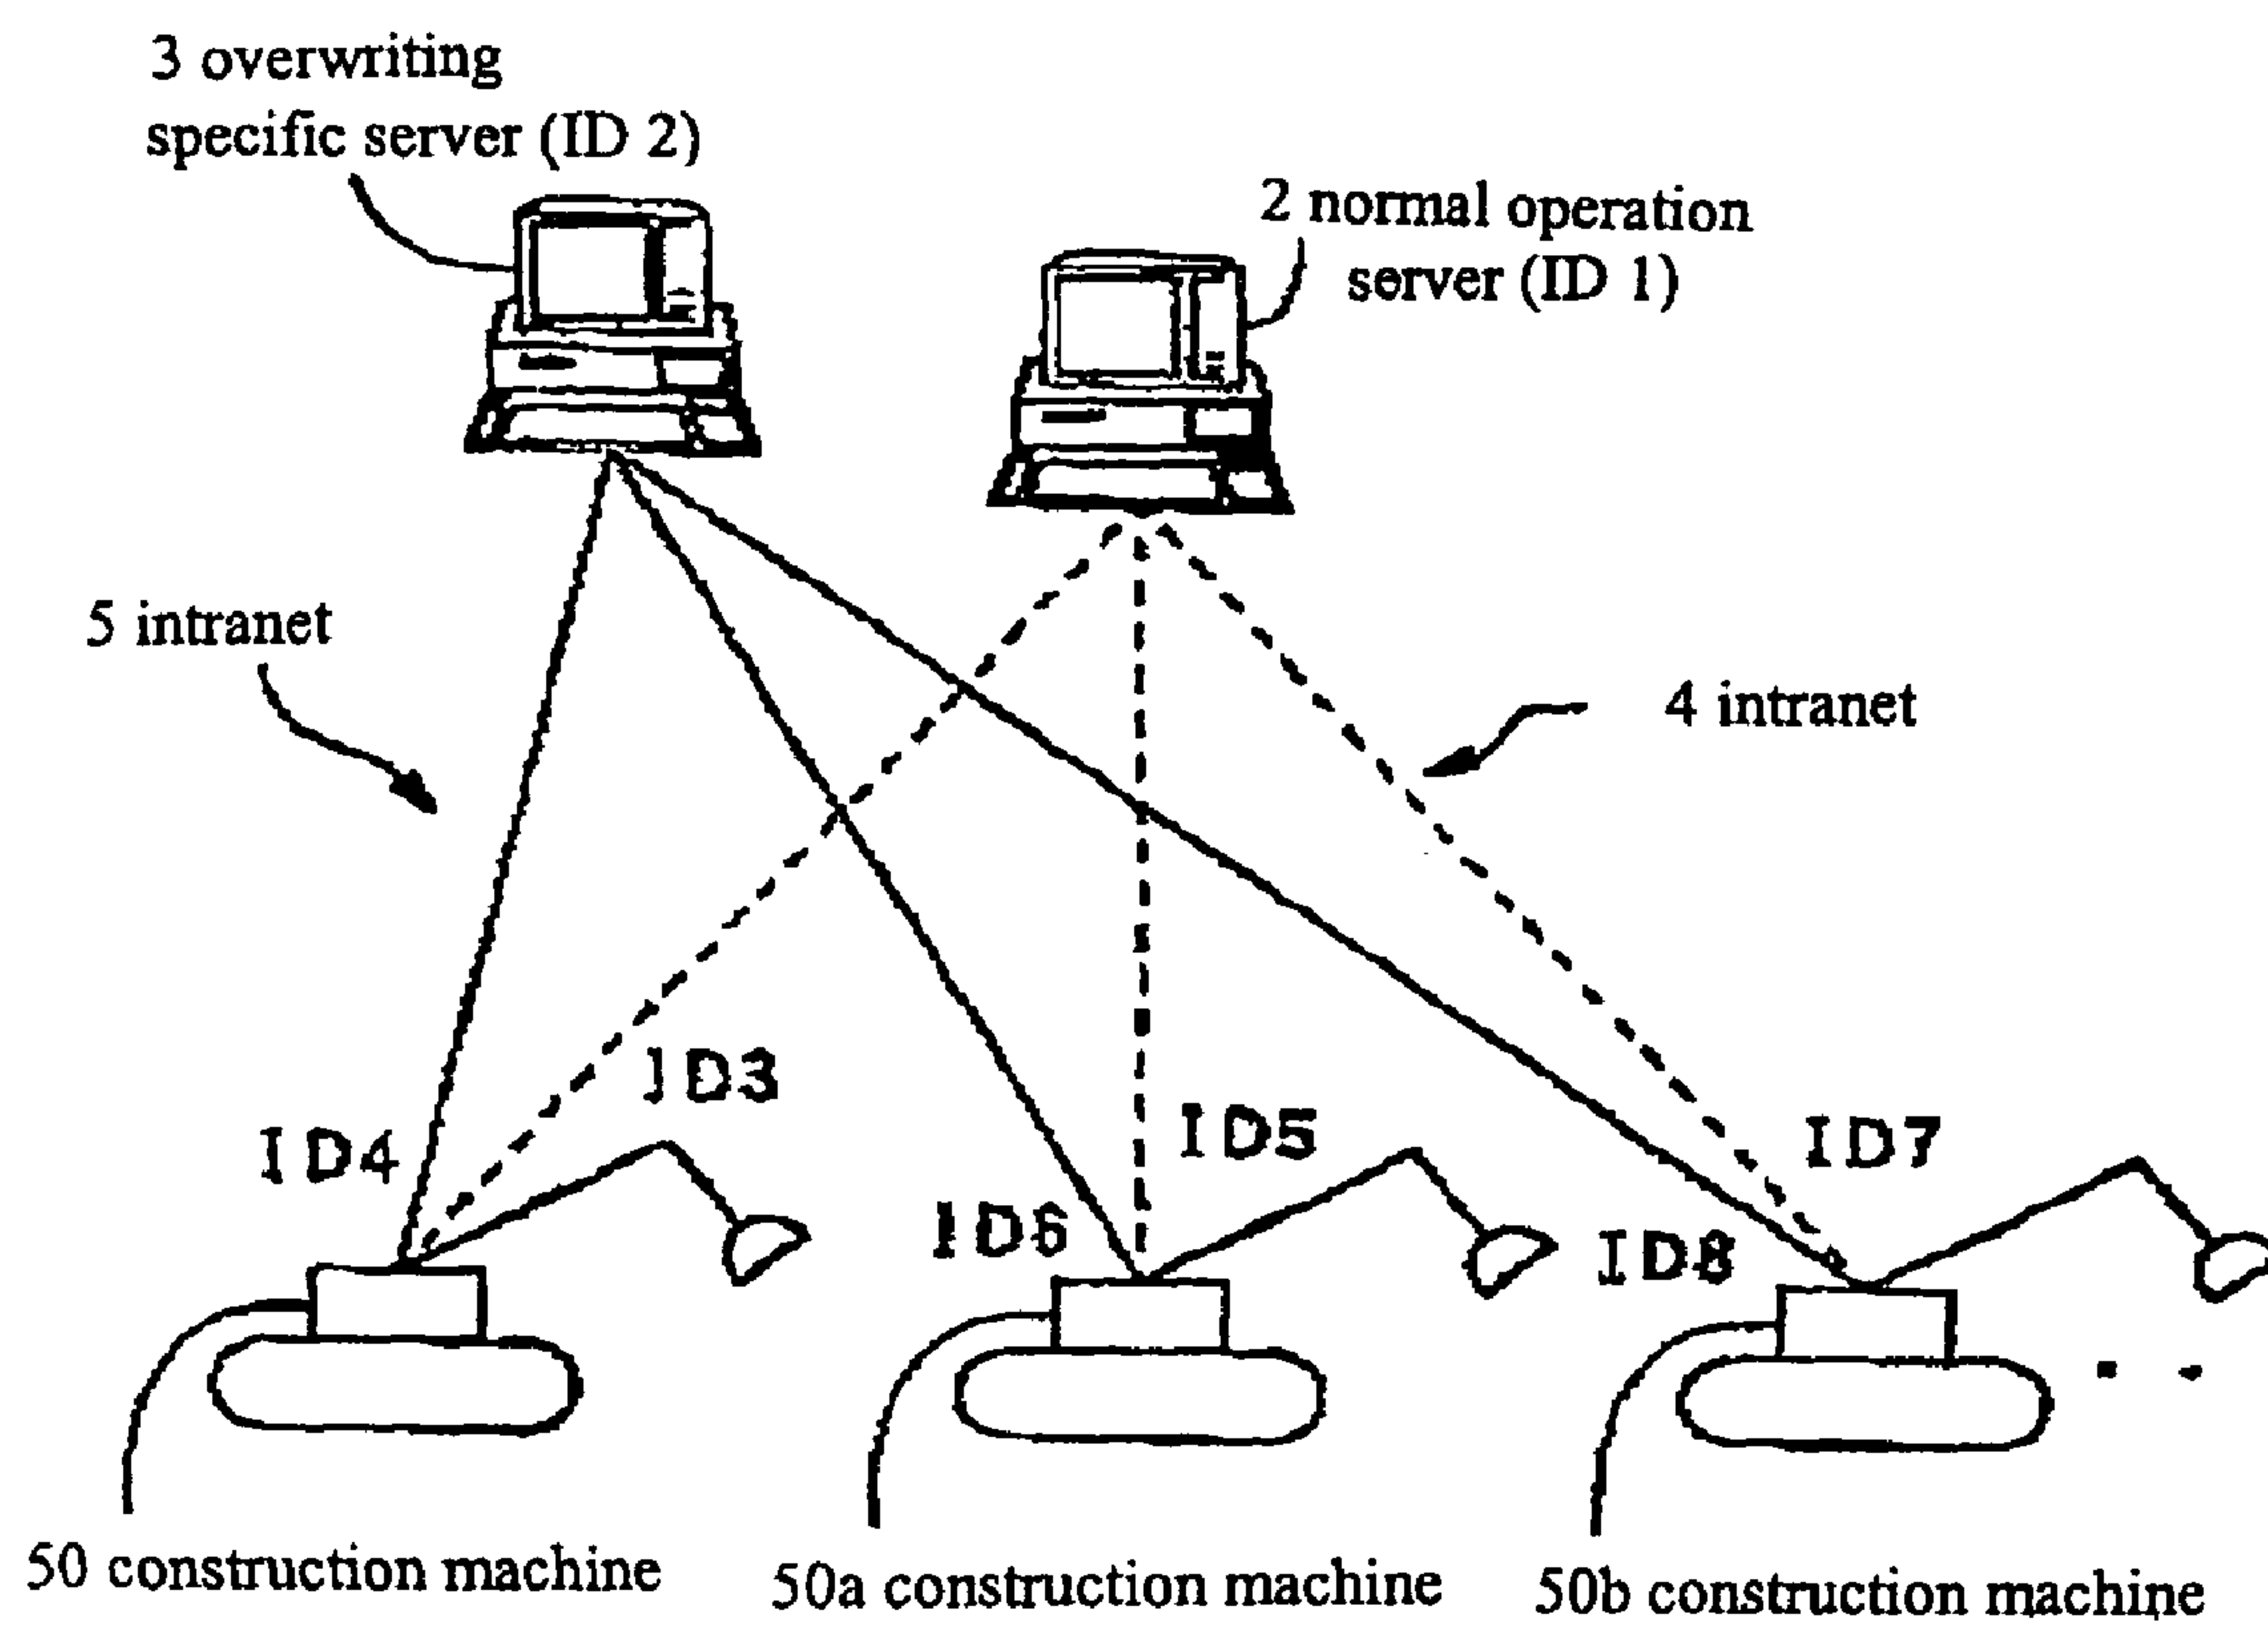 3 overwriting
specific server (ID 2)
2 normal operation
server (ID 1)
5 intranet
4 intranet
ID3
ID4
ID5
ID6
ID7
ID8
50 construction machine
50a construction machine
50b construction machine